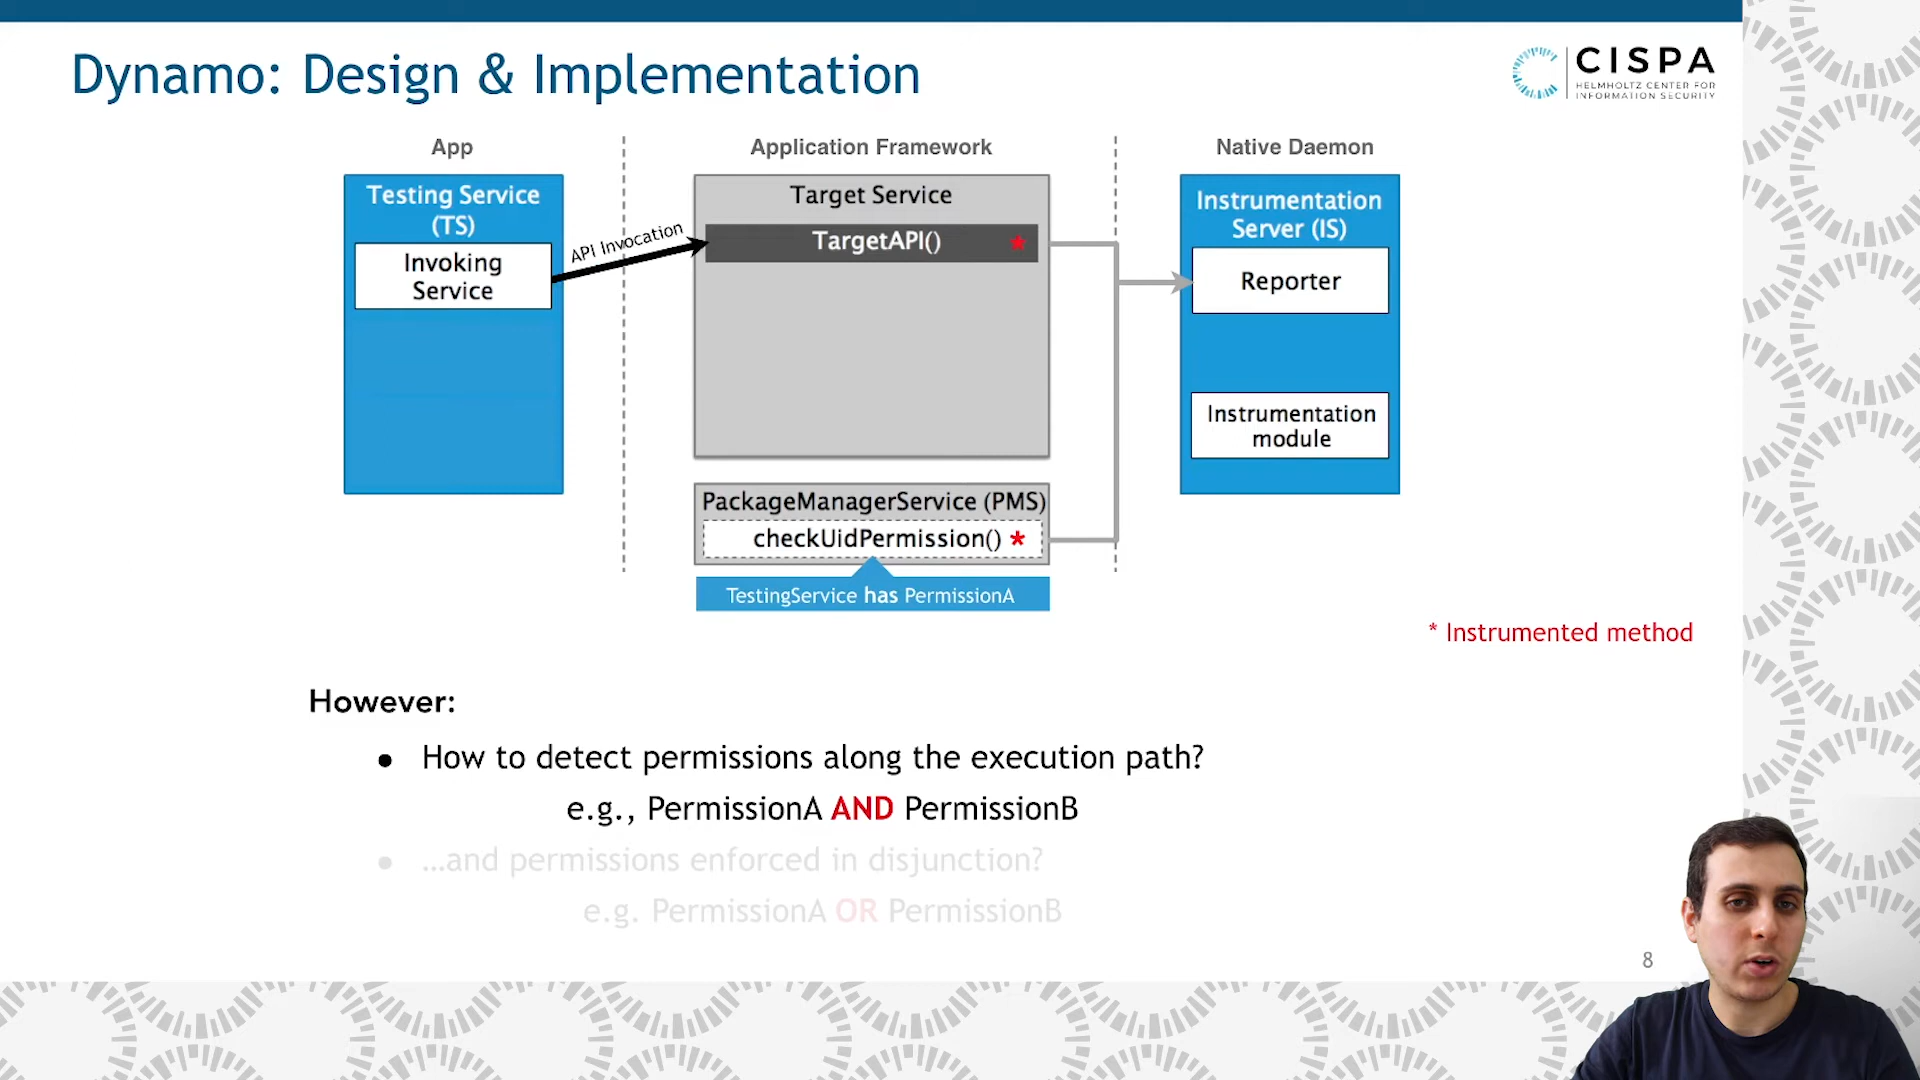 Dynamo: Design & Implementation
CISPA
HELMHOLTZ CENTER FOR
INFORMATION SECURITY
App
Application Framework
Native Daemon
Testing Service
(TS)
Invoking
Service
API Invocation
Target Service
TargetAPI() *
Instrumentation
Server (IS)
Reporter
Instrumentation
module
PackageManagerService (PMS)
checkUidPermission() *
TestingService has PermissionA
* Instrumented method
However:
● How to detect permissions along the execution path?
e.g., PermissionA AND PermissionB
● …and permissions enforced in disjunction?
e.g. PermissionA OR PermissionB
8